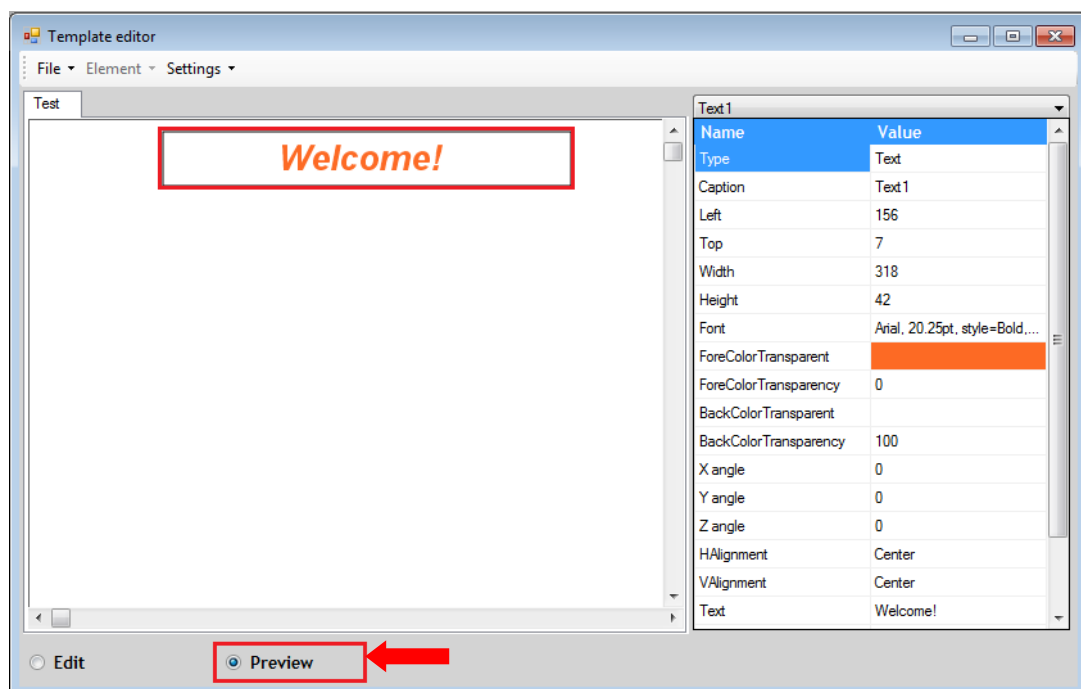 Template editor
File Element Settings
Test
Welcome!
Text1
Name Value
Type Text
Caption Text1
Left 156
Top 7
Width 318
Height 42
Font Arial, 20.25pt, style=Bold,...
ForeColorTransparent
ForeColorTransparency 0
BackColorTransparent
BackColorTransparency 100
X angle 0
Y angle 0
Z angle 0
HAlignment Center
VAlignment Center
Text Welcome!
Edit Preview